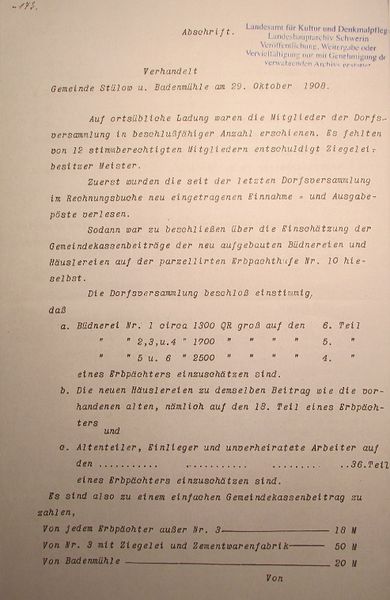 173.
Abschrift.
Landesamt für Kultur und Denkmalpfleg
Landeshauptarchiv Schwerin
Veröffentlichung, Weitergabe oder
Vervielfältigung nur mit Genehmigung de
verwahrenden Archivs gestattet
Verhandelt
Gemeinde Stülow u. Badenmühle am 29. Oktober 1908.
Auf ortsübliche Ladung waren die Mitglieder der Dorfs-
versammlung in beschlußfähiger Anzahl erschienen. Es fehlten
von 12 stimmberechtigten Mitgliedern entschuldigt Ziegelei-
besitzer Meister.
Zuerst wurden die seit der letzten Dorfsversammlung
im Rechnungsbuche neu eingetragenen Einnahme = und Ausgabe-
pöste verlesen.
Sodann war zu beschließen über die Einschätzung der
Gemeindekassenbeiträge der neu aufgebauten Büdnereien und
Häuslereien auf der parzellirten Erbpachthufe Nr. 10 hie-
selbst.
Die Dorfsversammlung beschloß einstimmig,
daß
a. Büdnerei Nr. 1 circa 1300 QR groß auf den 6. Teil
" " 2,3,u.4 " 1700 " " " 5. "
" " 5 u. 6 " 2500 " " " 4. "
eines Erbpächters einzuschätzen sind.
b. Die neuen Häuslereien zu demselben Beitrag wie die vor-
handenen alten, nämlich auf den 18. Teil eines Erbpäch-
ters
und
c. Altenteiler, Einlieger und unverheiratete Arbeiter auf
den ........... ........... ....... .....36.Teil
eines Erbpächters einzuschätzen sind.
Es sind also zu einem einfachen Gemeindekassenbeitrag zu
zahlen,
Von jedem Erbpächter außer Nr. 3 18 M
Von Nr. 3 mit Ziegelei und Zementwarenfabrik 50 M
Von Badenmühle 20 M
Von